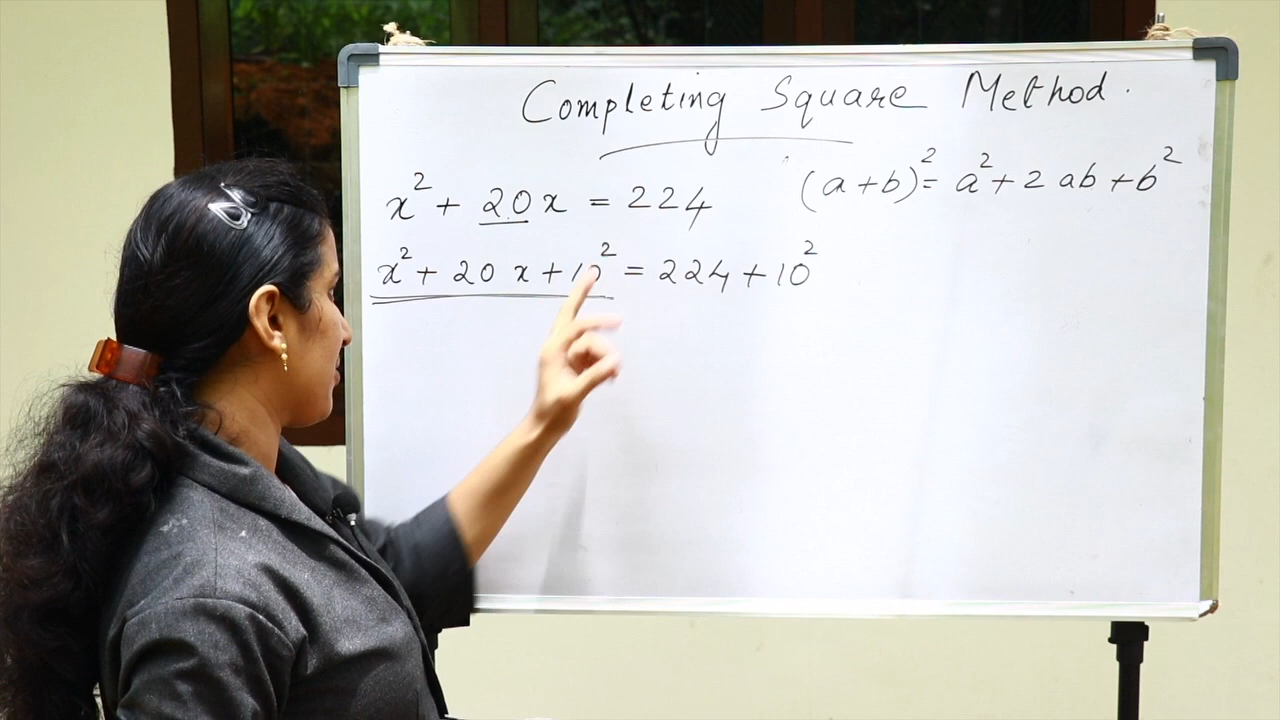 Completing Square Method.
x² + 20x = 224
(a+b)² = a² + 2ab + b²
x² + 20x + 10² = 224 + 10²